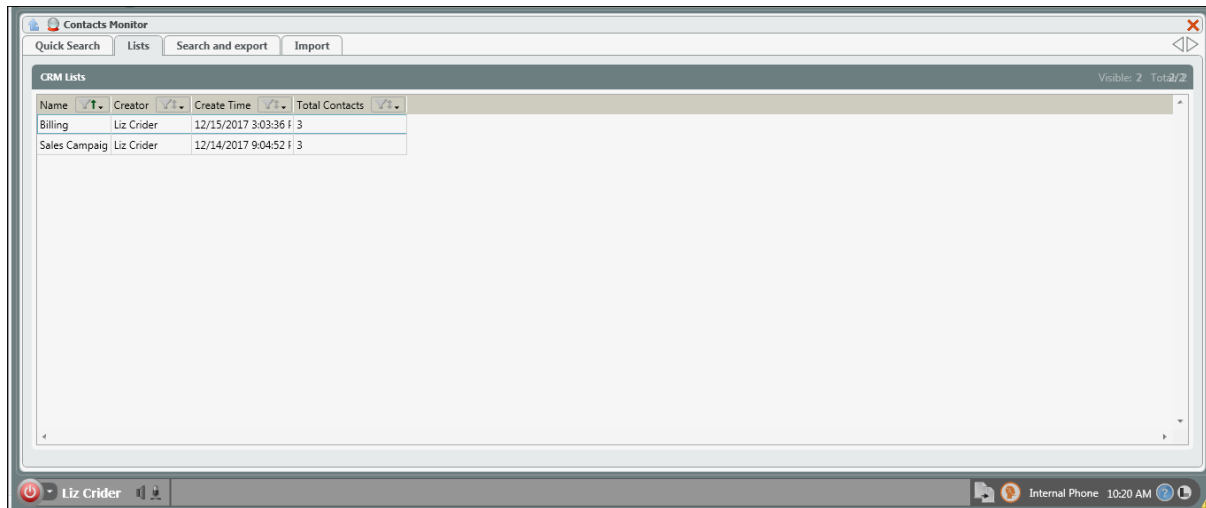 Contacts Monitor
Quick Search Lists Search and export Import
CRM Lists Visible: 2 Total2/2
Name Creator Create Time Total Contacts
Billing Liz Crider 12/15/2017 3:03:36 3
Sales Campaig Liz Crider 12/14/2017 9:04:52 3
Liz Crider Internal Phone 10:20 AM